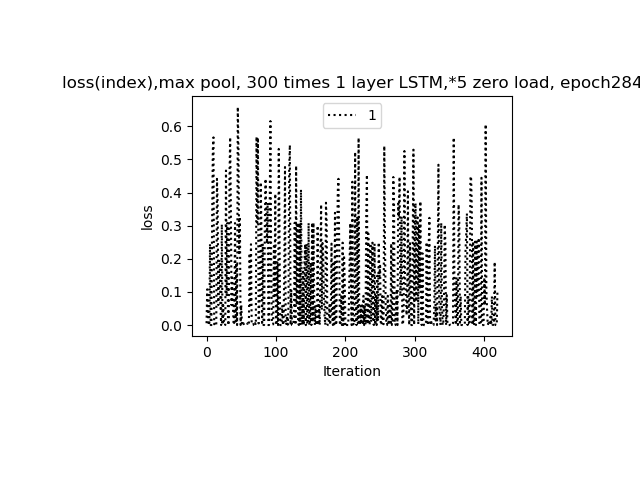 loss(index),max pool, 300 times 1 layer LSTM,*5 zero load, epoch284
1
loss
0.6
0.5
0.4
0.3
0.2
0.1
0.0
0 100 200 300 400
Iteration